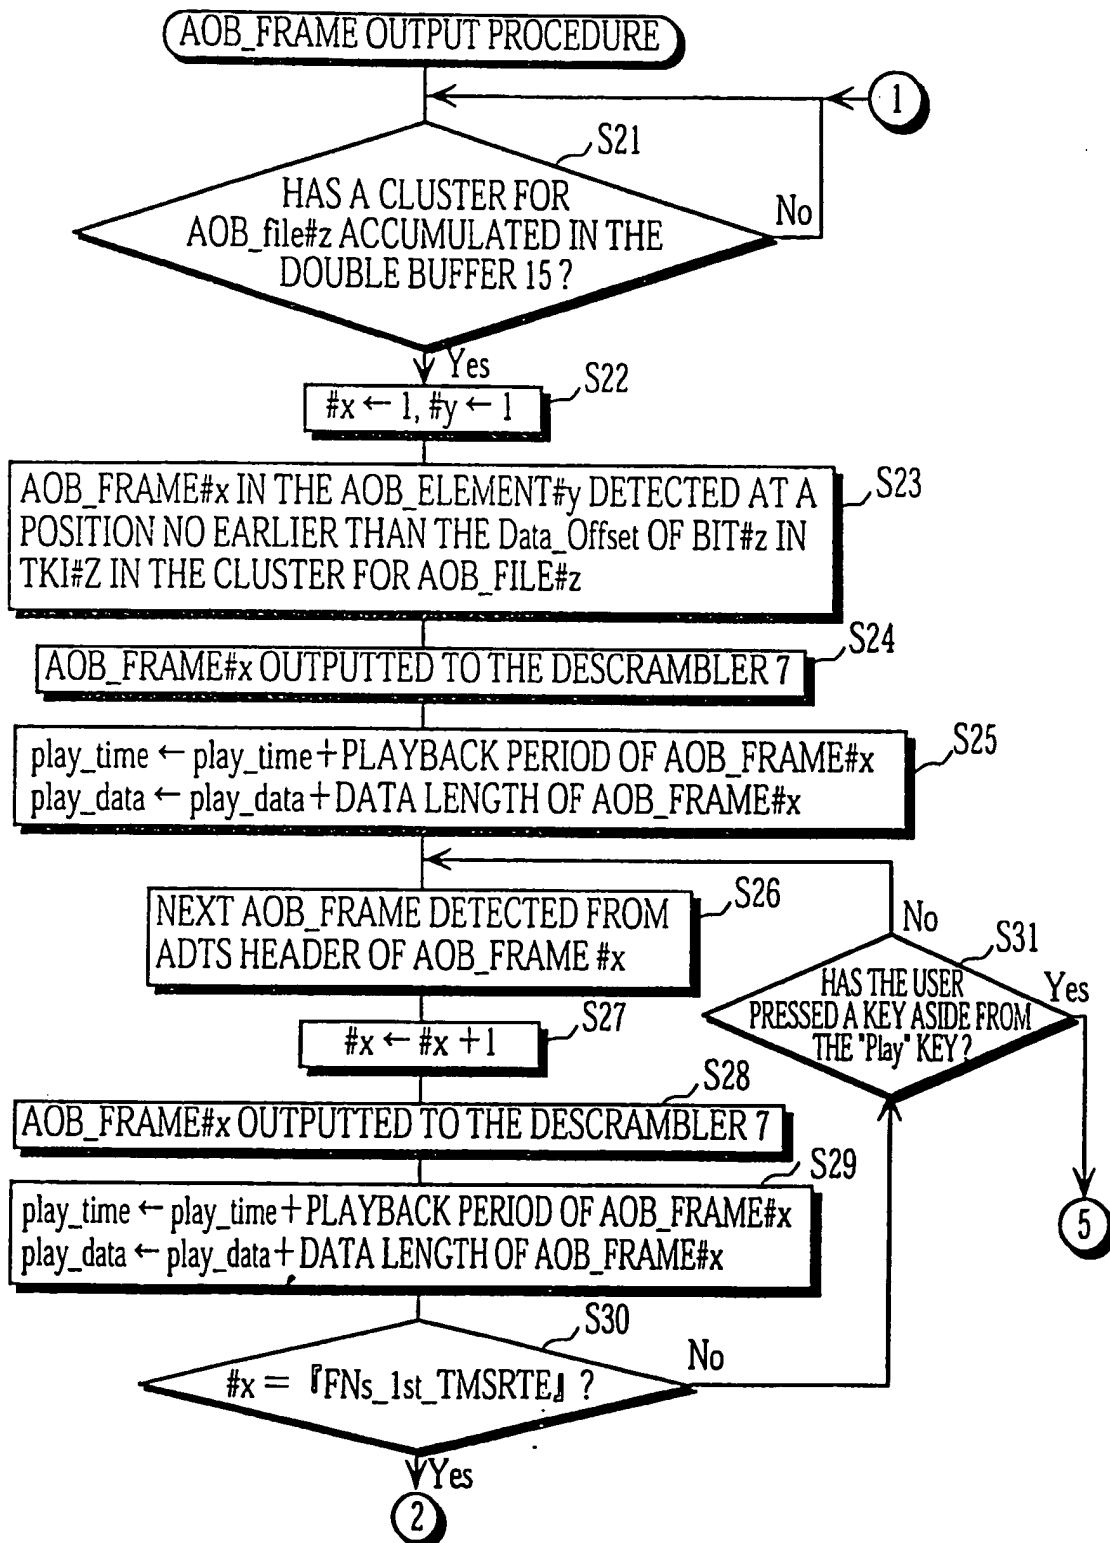 AOB_FRAME OUTPUT PROCEDURE
1
S21
HAS A CLUSTER FOR
AOB_file#z ACCUMULATED IN THE
DOUBLE BUFFER 15 ?
No
Yes
S22
#x ← 1, #y ← 1
S23
AOB_FRAME#x IN THE AOB_ELEMENT#y DETECTED AT A
POSITION NO EARLIER THAN THE Data_Offset OF BIT#z IN
TKI#Z IN THE CLUSTER FOR AOB_FILE#z
S24
AOB_FRAME#x OUTPUTTED TO THE DESCRAMBLER 7
S25
play_time ← play_time+PLAYBACK PERIOD OF AOB_FRAME#x
play_data ← play_data+DATA LENGTH OF AOB_FRAME#x
S26
NEXT AOB_FRAME DETECTED FROM
ADTS HEADER OF AOB_FRAME #x
No
S31
HAS THE USER
PRESSED A KEY ASIDE FROM
THE "Play" KEY ?
Yes
S27
#x ← #x +1
S28
AOB_FRAME#x OUTPUTTED TO THE DESCRAMBLER 7
S29
play_time ← play_time+PLAYBACK PERIOD OF AOB_FRAME#x
play_data ← play_data+DATA LENGTH OF AOB_FRAME#x
5
S30
#x = 『FNs_1st_TMSRTE』 ?
No
Yes
2